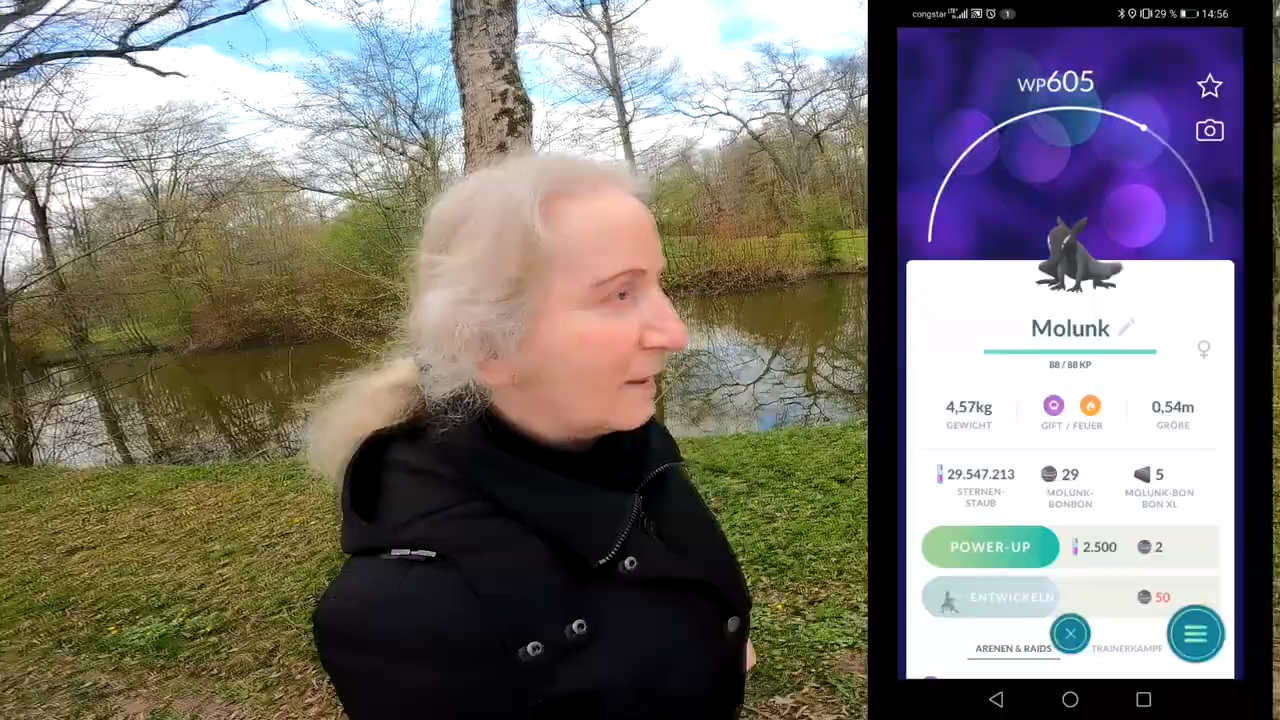 congstar 1 29 % 14:56
WP605
Molunk
88 / 88 KP
4,57kg 0,54m
GEWICHT GIFT / FEUER GRÖSSE
29.547.213 29 5
STERNEN- MOLUNK- MOLUNK-BON
STAUB BONBON BON XL
POWER-UP 2.500 2
ENTWICKELN 50
ARENEN & RAIDS TRAINERKAMPF